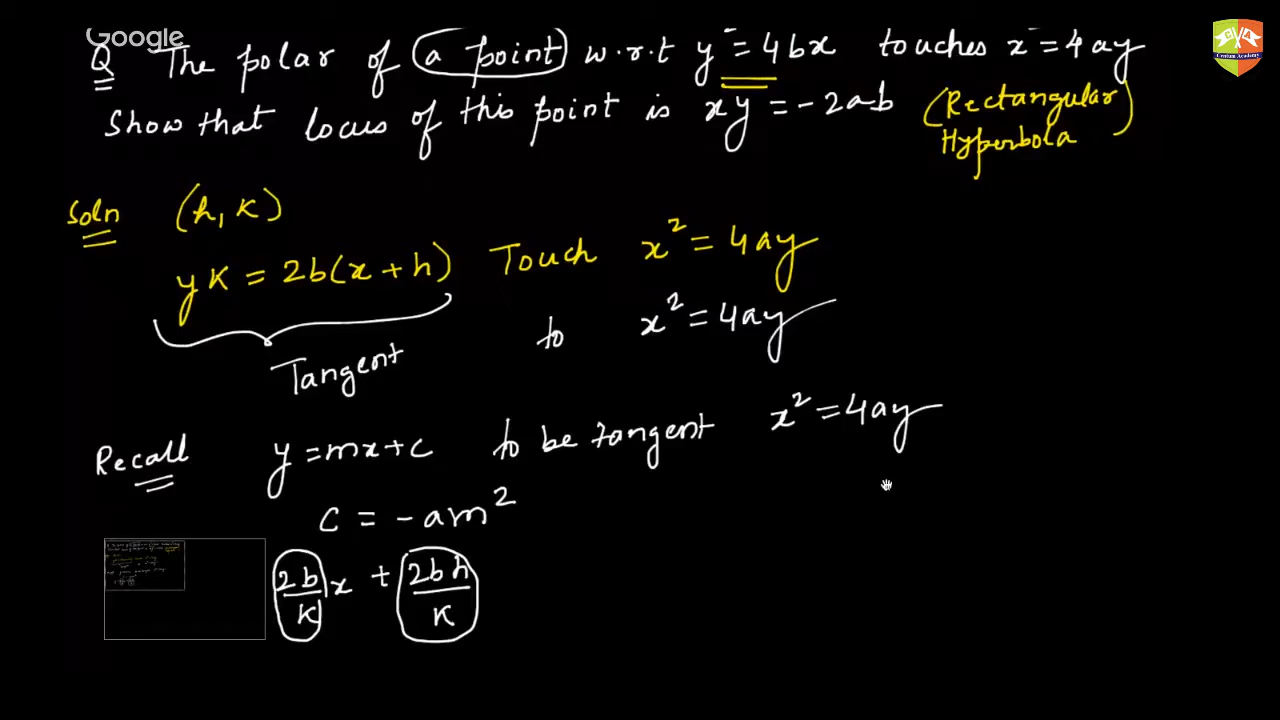 Google
Q The polar of a point w.r.t y² = 4bx touches x² = 4ay
Show that locus of this point is xy = -2ab (Rectangular Hyperbola)
Soln (h, k)
yk = 2b(x + h) Touch x² = 4ay
Tangent to x² = 4ay
Recall y = mx + c to be tangent x² = 4ay
c = -am²
2b/k x + 2bh/k